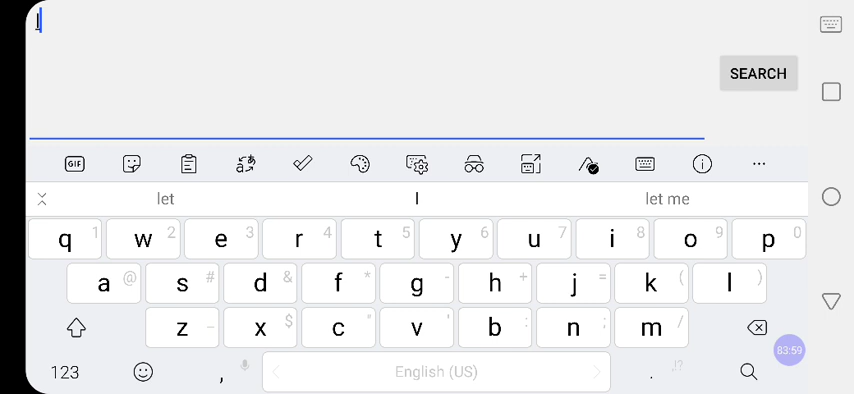 l
SEARCH
GIF
let l let me
q 1 w 2 e 3 r 4 t 5 y 6 u 7 i 8 o 9 p 0
a @ s # d & f * g - h + j = k ( l )
z _ x $ c " v ' b : n ; m /
83:59
123 , English (US) . ,!?